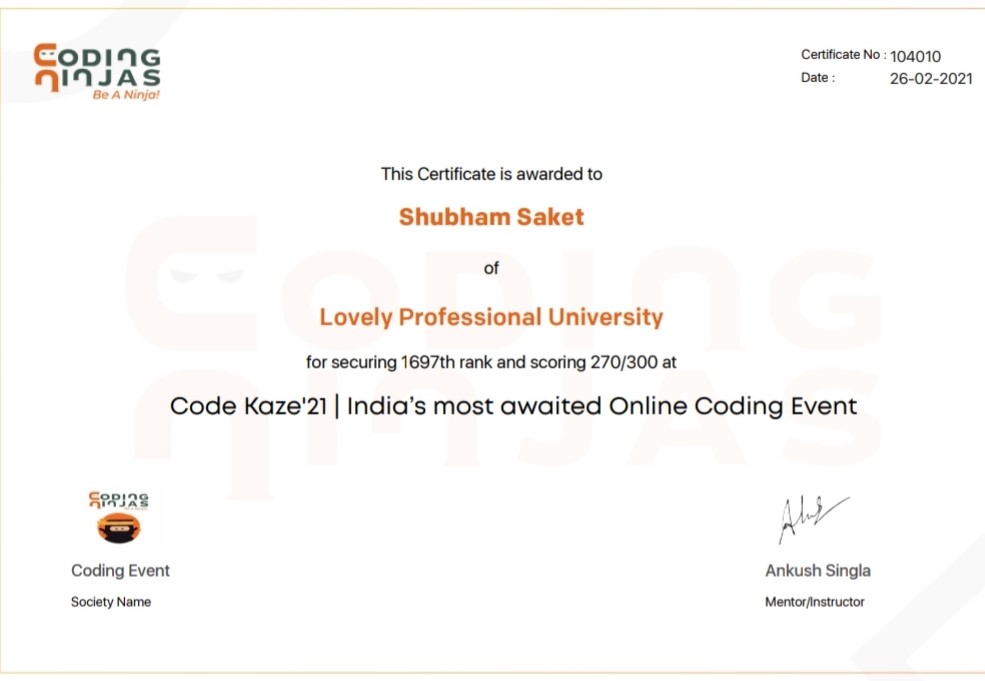 CODING
NINJAS
Be A Ninja!
Certificate No : 104010
Date : 26-02-2021
This Certificate is awarded to
Shubham Saket
of
Lovely Professional University
for securing 1697th rank and scoring 270/300 at
Code Kaze'21 | India’s most awaited Online Coding Event
CODING
NINJAS
CODING
NINJAS
Coding Event
Society Name
Ankush Singla
Mentor/Instructor